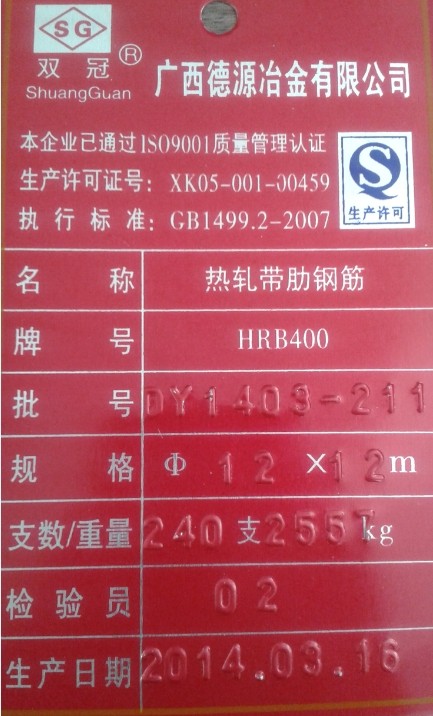 SG
双冠®
ShuangGuan
广西德源冶金有限公司
本企业已通过ISO9001质量管理认证
生产许可证号：XK05-001-00459
执行标准：GB1499.2-2007
QS
生产许可
名称 热轧带肋钢筋
牌号 HRB400
批号 DY1403-211
规格 Φ 12 ×12m
支数/重量 240支2557kg
检验员 02
生产日期 2014.03.16